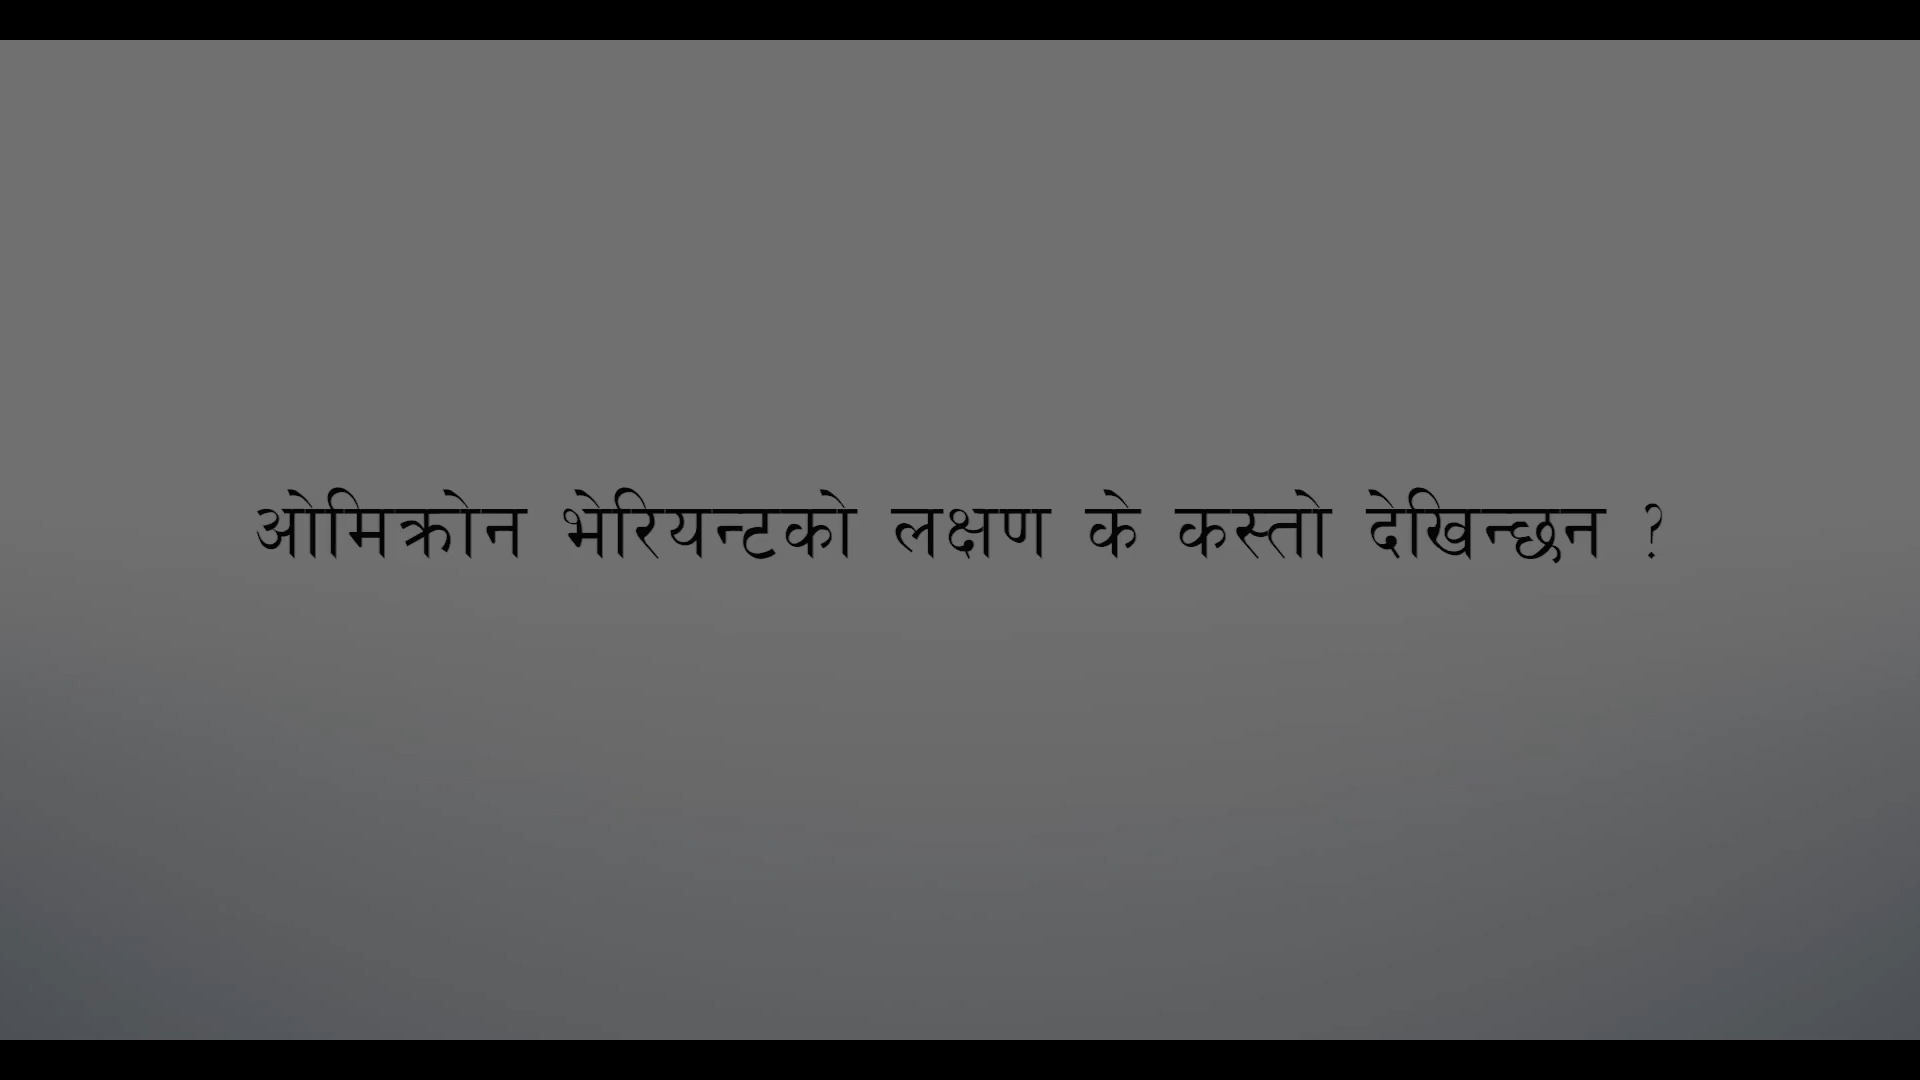 ओमिक्रोन भेरियन्टको लक्षण के कस्तो देखिन्छन ?